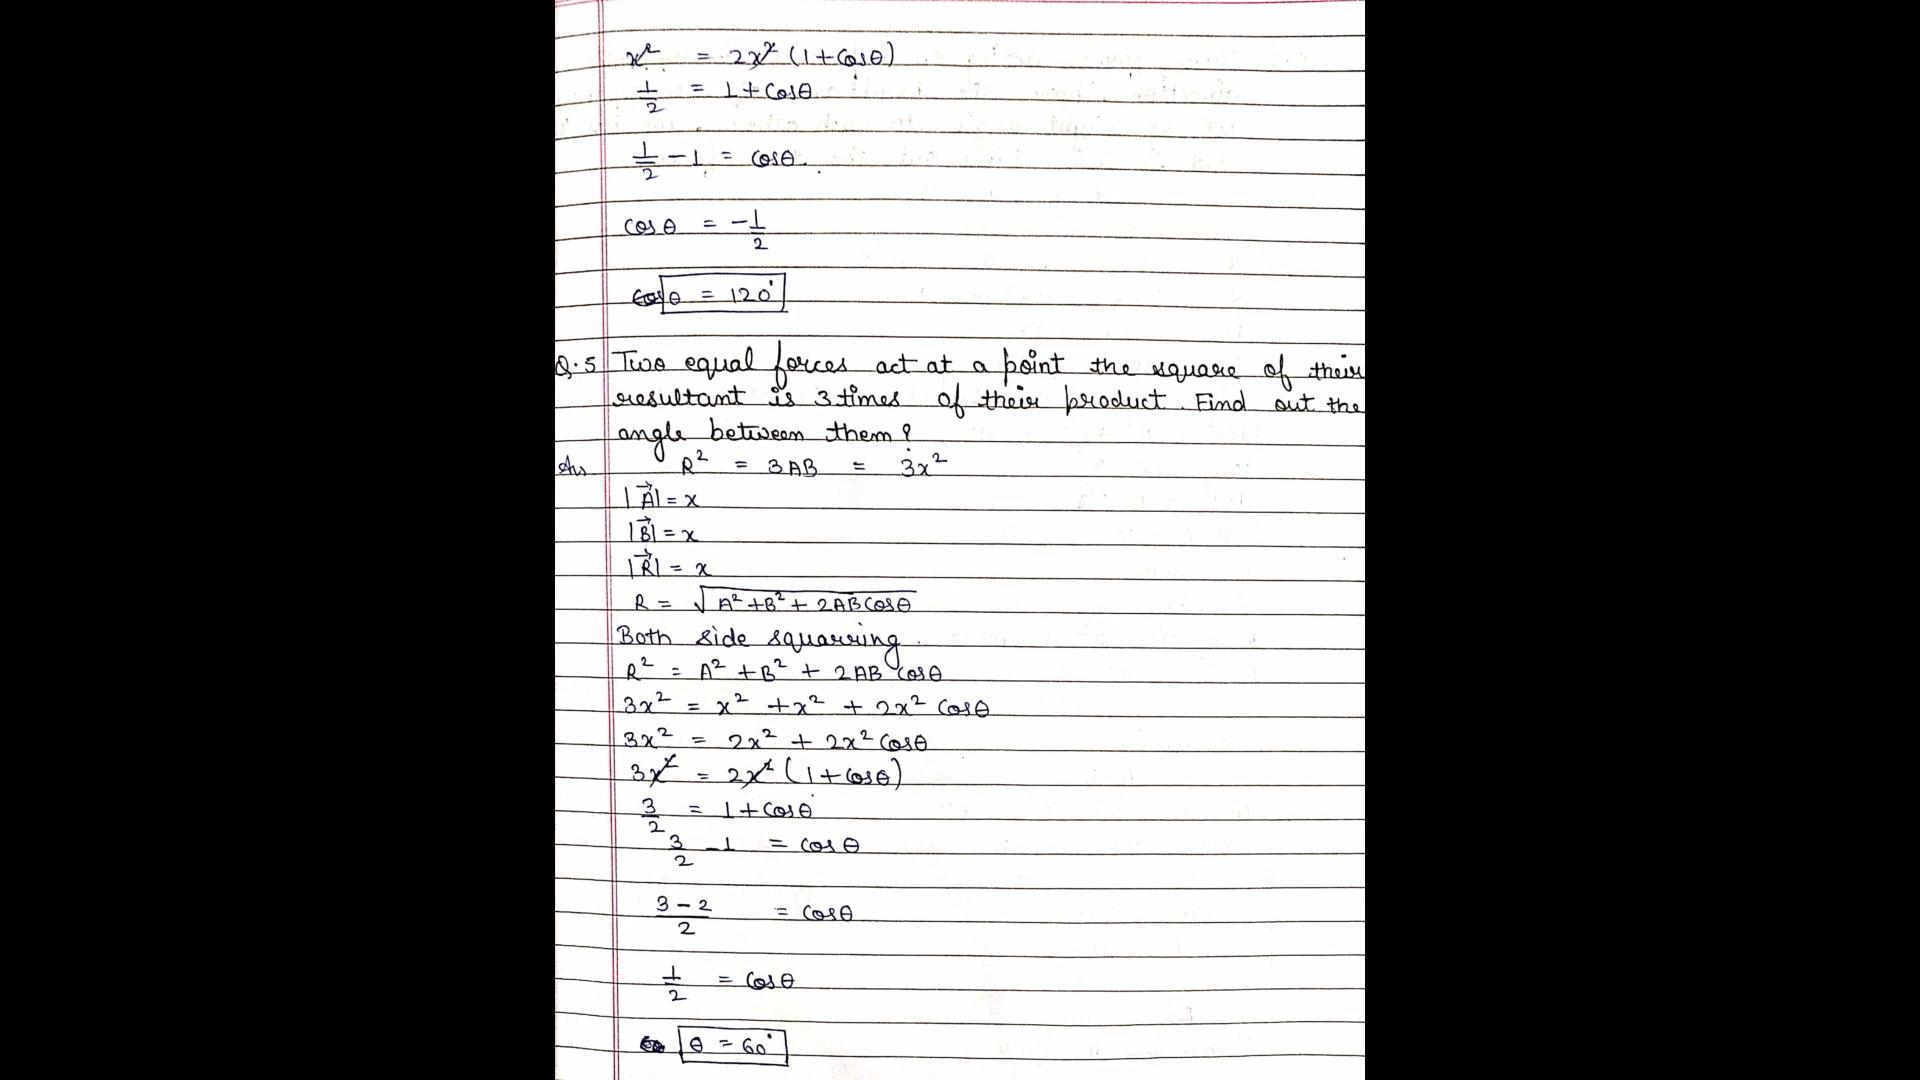 x² = 2x² (1+Cosθ)
1/2 = 1+Cosθ
1/2 - 1 = Cosθ.
Cosθ = -1/2
θ = 120°
Q.5 Two equal forces act at a point the square of their
resultant is 3 times of their product. Find out the
angle between them?
Ans R² = 3AB = 3x²
|A⃗| = x
|B⃗| = x
|R⃗| = x
R = √A²+B²+2ABCosθ
Both side squarring.
R² = A² + B² + 2AB Cosθ
3x² = x² + x² + 2x² Cosθ
3x² = 2x² + 2x² Cosθ
3x² = 2x² (1+Cosθ)
3/2 = 1+Cosθ
3/2 - 1 = Cosθ
3-2/2 = Cosθ
1/2 = Cosθ
θ = 60°